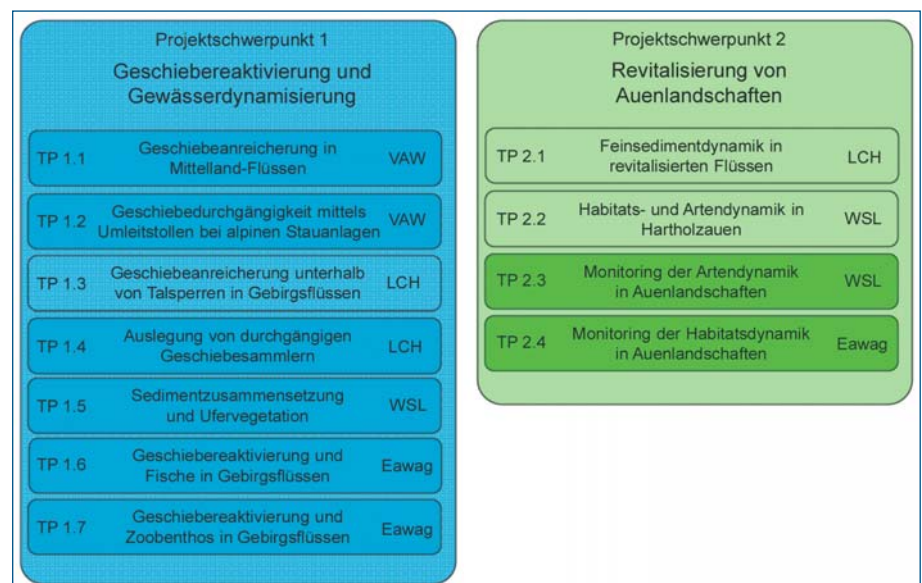 Projektschwerpunkt 1
Geschiebereaktivierung und
Gewässerdynamisierung
TP 1.1 Geschiebeanreicherung in
Mittelland-Flüssen VAW
TP 1.2 Geschiebedurchgängigkeit mittels
Umleitstollen bei alpinen Stauanlagen VAW
TP 1.3 Geschiebeanreicherung unterhalb
von Talsperren in Gebirgsflüssen LCH
TP 1.4 Auslegung von durchgängigen
Geschiebesammlern LCH
TP 1.5 Sedimentzusammensetzung
und Ufervegetation WSL
TP 1.6 Geschiebereaktivierung und
Fische in Gebirgsflüssen Eawag
TP 1.7 Geschiebereaktivierung und
Zoobenthos in Gebirgsflüssen Eawag
Projektschwerpunkt 2
Revitalisierung von
Auenlandschaften
TP 2.1 Feinsedimentdynamik in
revitalisierten Flüssen LCH
TP 2.2 Habitats- und Artendynamik in
Hartholzauen WSL
TP 2.3 Monitoring der Artendynamik
in Auenlandschaften WSL
TP 2.4 Monitoring der Habitatsdynamik
in Auenlandschaften Eawag